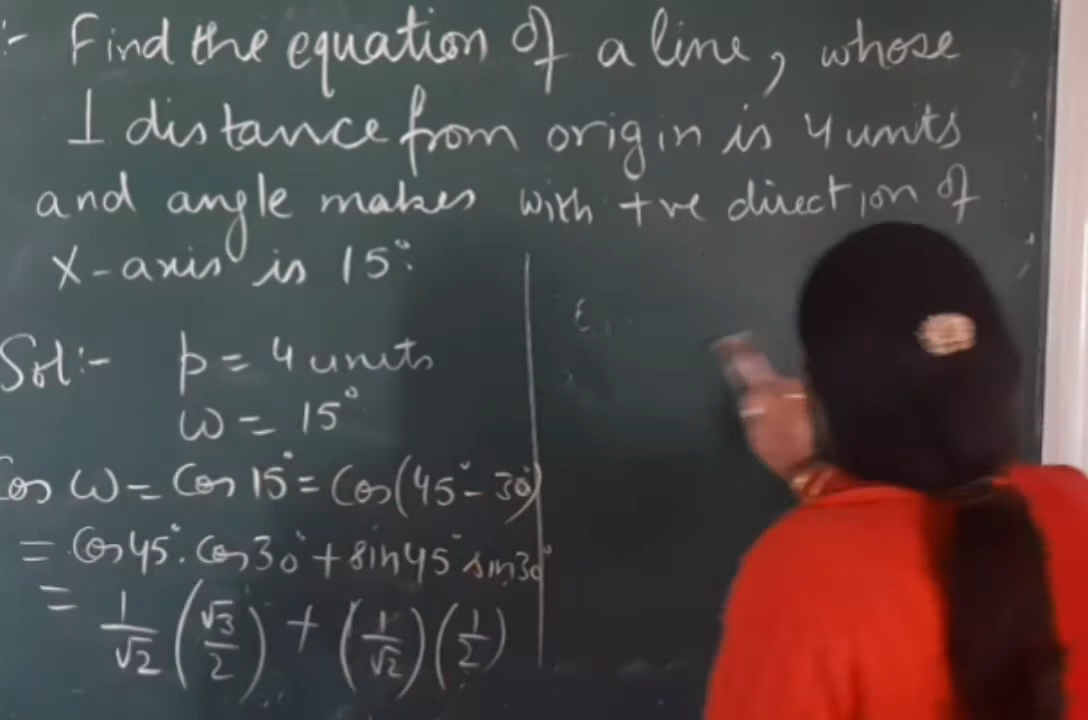 :- Find the equation of a line, whose
⊥ distance from origin is 4 units
and angle makes with +ve direction of
X-axis is 15°.
Sol:- p = 4 units
ω = 15°
Cos ω = Cos 15° = Cos(45° - 30°)
= Cos45°. Cos30° + sin45° sin30°
= 1/√2 (√3/2) + (1/√2)(1/2)